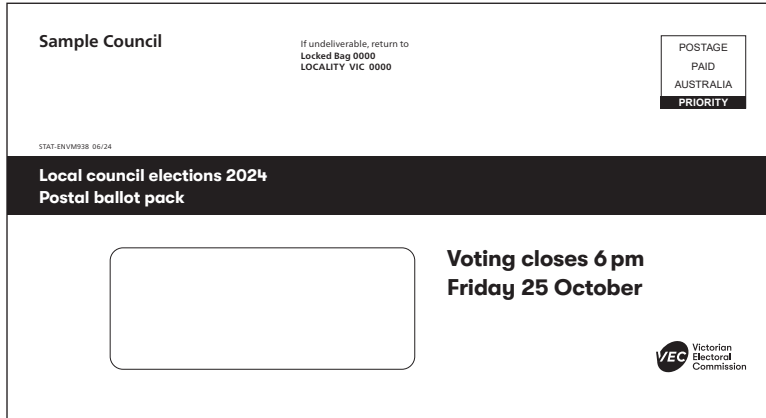 Sample Council
If undeliverable, return to
Locked Bag 0000
LOCALITY VIC 0000
POSTAGE
PAID
AUSTRALIA
PRIORITY
STAT-ENVM938 06/24
Local council elections 2024
Postal ballot pack
Voting closes 6 pm
Friday 25 October
VEC
Victorian
Electoral
Commission